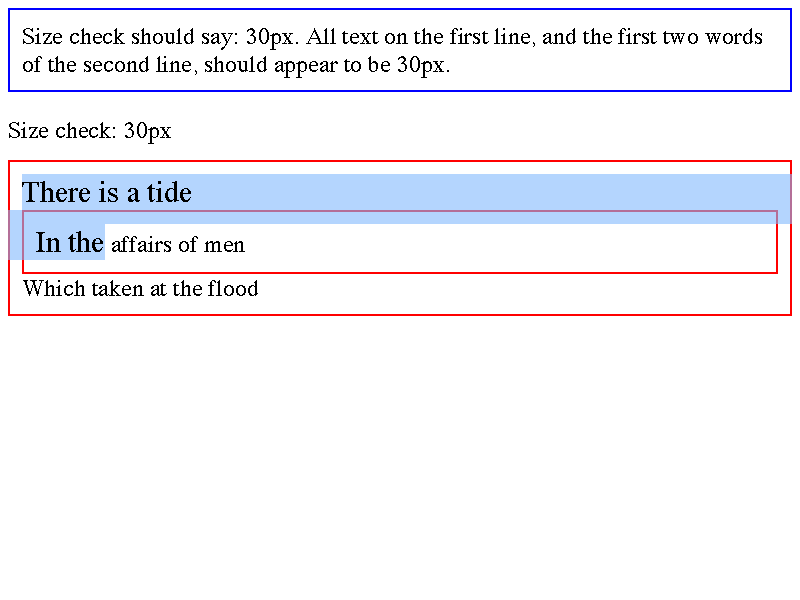 Size check should say: 30px. All text on the first line, and the first two words
of the second line, should appear to be 30px.
Size check: 30px
There is a tide
In the affairs of men
Which taken at the flood